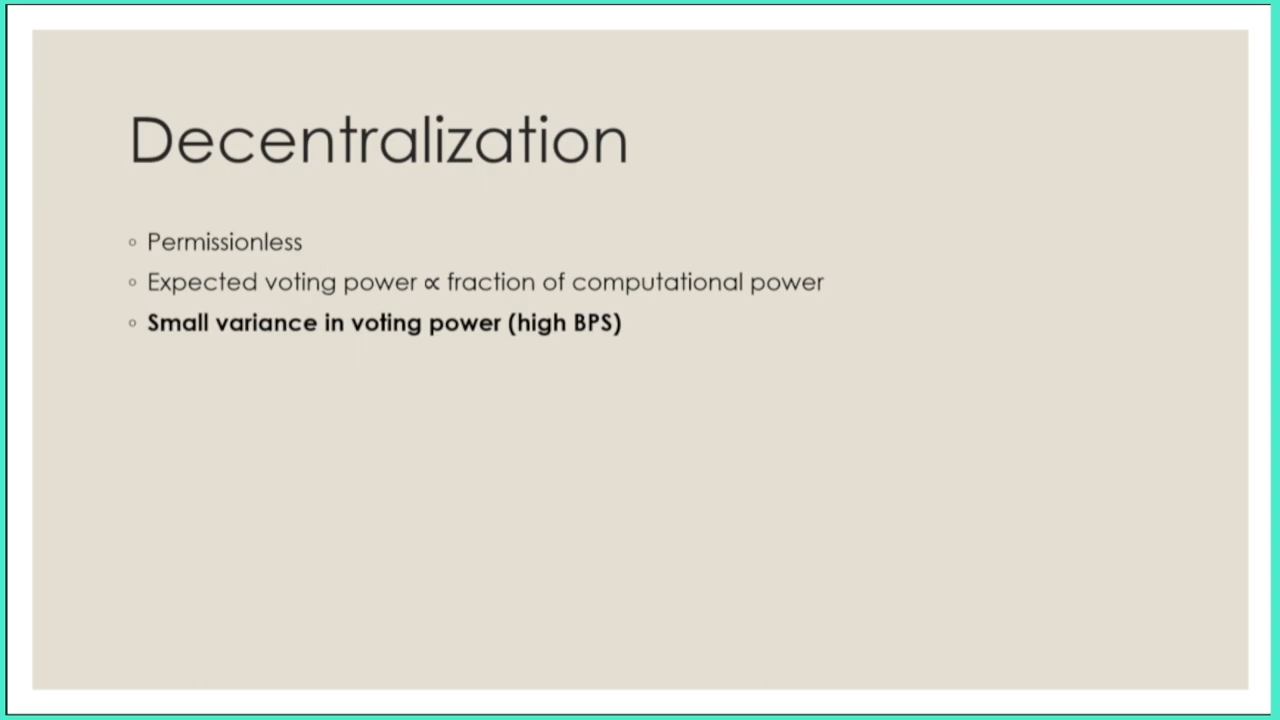 Decentralization
◦ Permissionless
◦ Expected voting power ∝ fraction of computational power
◦ Small variance in voting power (high BPS)